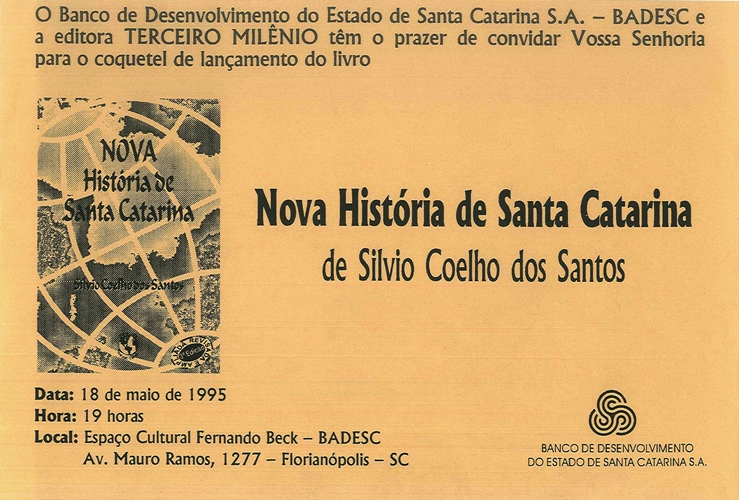 O Banco de Desenvolvimento do Estado de Santa Catarina S.A. – BADESC e
a editora TERCEIRO MILÊNIO têm o prazer de convidar Vossa Senhoria
para o coquetel de lançamento do livro
NOVA
História de
Santa Catarina
Silvio Coelho dos Santos
Edição
AMPLIADA REVISADA
Nova História de Santa Catarina
de Silvio Coelho dos Santos
Data: 18 de maio de 1995
Hora: 19 horas
Local: Espaço Cultural Fernando Beck – BADESC
Av. Mauro Ramos, 1277 – Florianópolis – SC
BANCO DE DESENVOLVIMENTO
DO ESTADO DE SANTA CATARINA S.A.